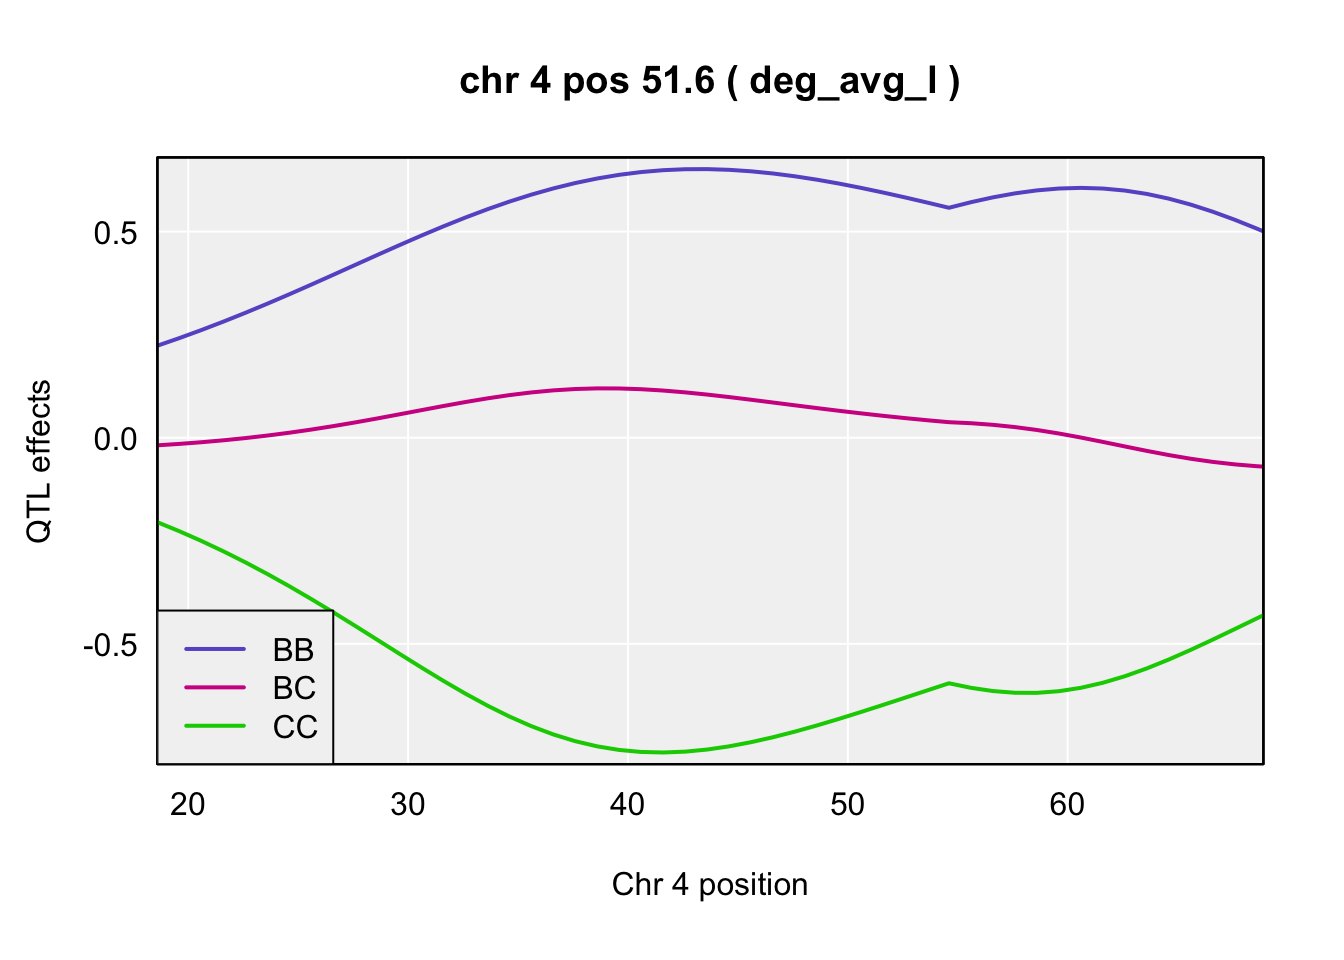 chr 4 pos 51.6 ( deg_avg_l )
QTL effects
0.5
0.0
-0.5
BB
BC
CC
20 30 40 50 60
Chr 4 position